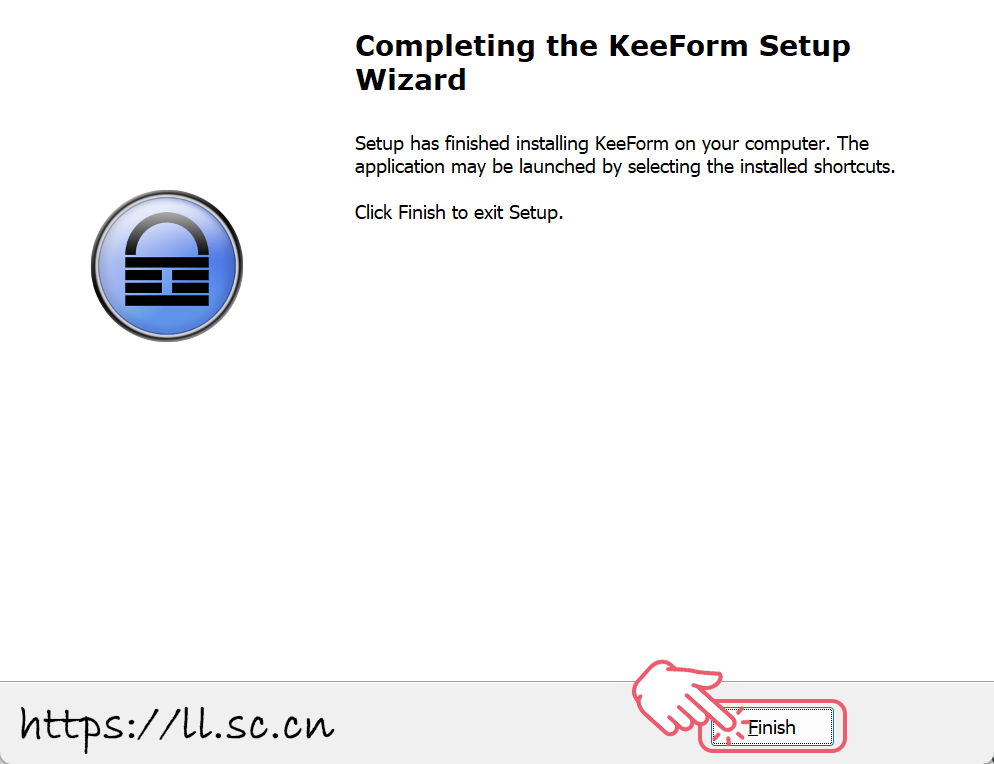 Completing the KeeForm Setup
Wizard
Setup has finished installing KeeForm on your computer. The
application may be launched by selecting the installed shortcuts.
Click Finish to exit Setup.
https://ll.sc.cn
Finish